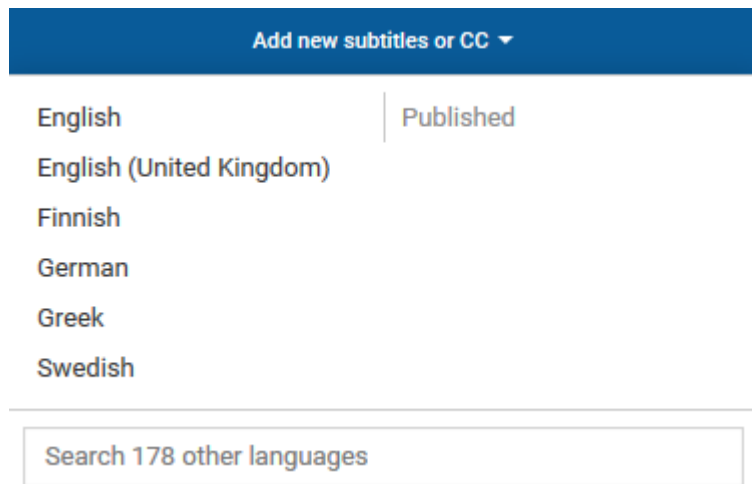 Add new subtitles or CC
English Published
English (United Kingdom)
Finnish
German
Greek
Swedish
Search 178 other languages